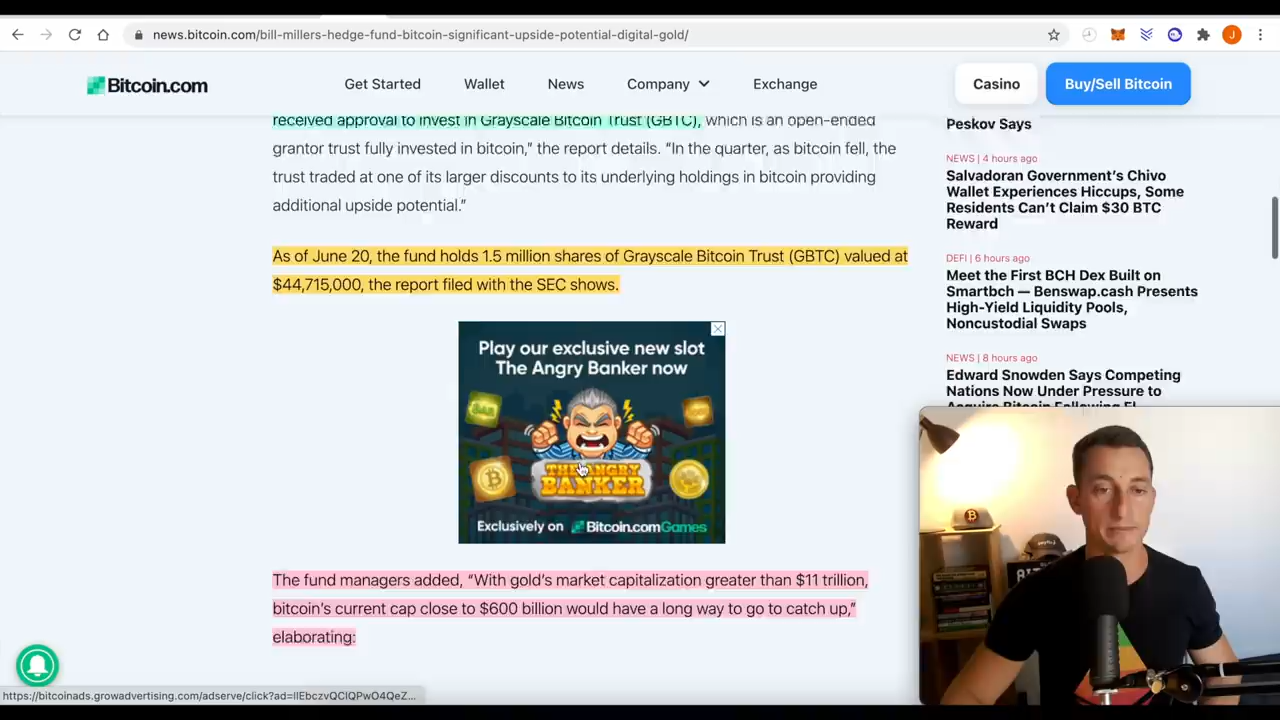 news.bitcoin.com/bill-millers-hedge-fund-bitcoin-significant-upside-potential-digital-gold/
J
Bitcoin.com
Get Started
Wallet
News
Company
Exchange
Casino
Buy/Sell Bitcoin
received approval to invest in Grayscale Bitcoin Trust (GBTC), which is an open-ended
grantor trust fully invested in bitcoin,” the report details. “In the quarter, as bitcoin fell, the
trust traded at one of its larger discounts to its underlying holdings in bitcoin providing
additional upside potential.”
As of June 20, the fund holds 1.5 million shares of Grayscale Bitcoin Trust (GBTC) valued at
$44,715,000, the report filed with the SEC shows.
Play our exclusive new slot
The Angry Banker now
THE ANGRY
BANKER
Exclusively on Bitcoin.comGames
The fund managers added, “With gold’s market capitalization greater than $11 trillion,
bitcoin’s current cap close to $600 billion would have a long way to go to catch up,”
elaborating:
Peskov Says
NEWS | 4 hours ago
Salvadoran Government’s Chivo
Wallet Experiences Hiccups, Some
Residents Can’t Claim $30 BTC
Reward
DEFI | 6 hours ago
Meet the First BCH Dex Built on
Smartbch — Benswap.cash Presents
High-Yield Liquidity Pools,
Noncustodial Swaps
NEWS | 8 hours ago
Edward Snowden Says Competing
Nations Now Under Pressure to
Acquire Bitcoin Following El
https://bitcoinads.growadvertising.com/adserve/click?ad=